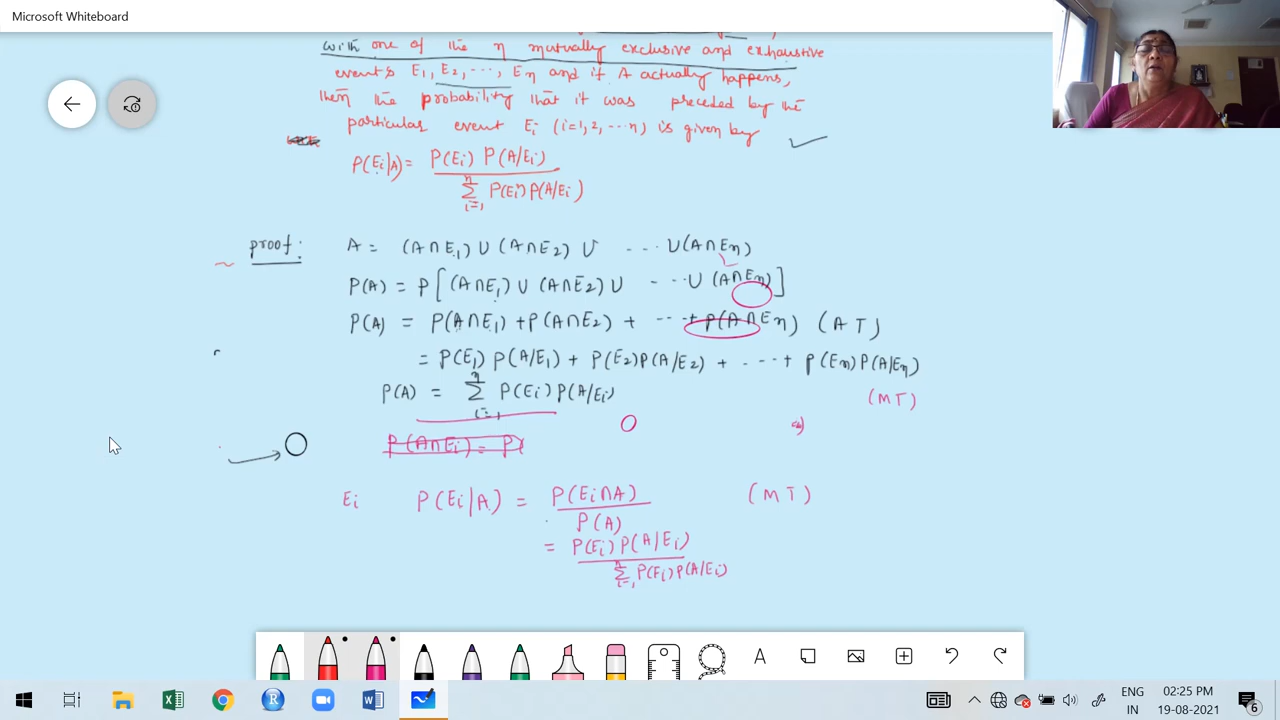 Microsoft Whiteboard
with one of the n mutually exclusive and exhaustive
events E₁, E₂, ..., Eₙ and if A actually happens,
then the probability that it was preceded by the
particular event Eᵢ (i=1,2,...n) is given by
P(Eᵢ|A) = P(Eᵢ) P(A/Eᵢ)
n
∑ P(Eᵢ) P(A/Eᵢ)
i=1
proof: A = (A∩E₁) U (A∩E₂) U .... U(A∩Eₙ)
P(A) = P[(A∩E₁) U (A∩E₂) U ....U (A∩Eₙ)]
P(A) = P(A∩E₁) + P(A∩E₂) + ....+ P(A∩Eₙ) (AT)
= P(E₁) P(A/E₁) + P(E₂)P(A/E₂) + ....+ P(Eₙ)P(A/Eₙ)
n
P(A) = ∑ P(Eᵢ)P(A/Eᵢ) (MT)
i=1
P(A∩Eᵢ) = P(
Eᵢ P(Eᵢ|A) = P(Eᵢ∩A) (MT)
P(A)
= P(Eᵢ) P(A/Eᵢ)
n
∑ P(Eᵢ)P(A/Eᵢ)
i=1
ENG 02:25 PM
IN 19-08-2021 6